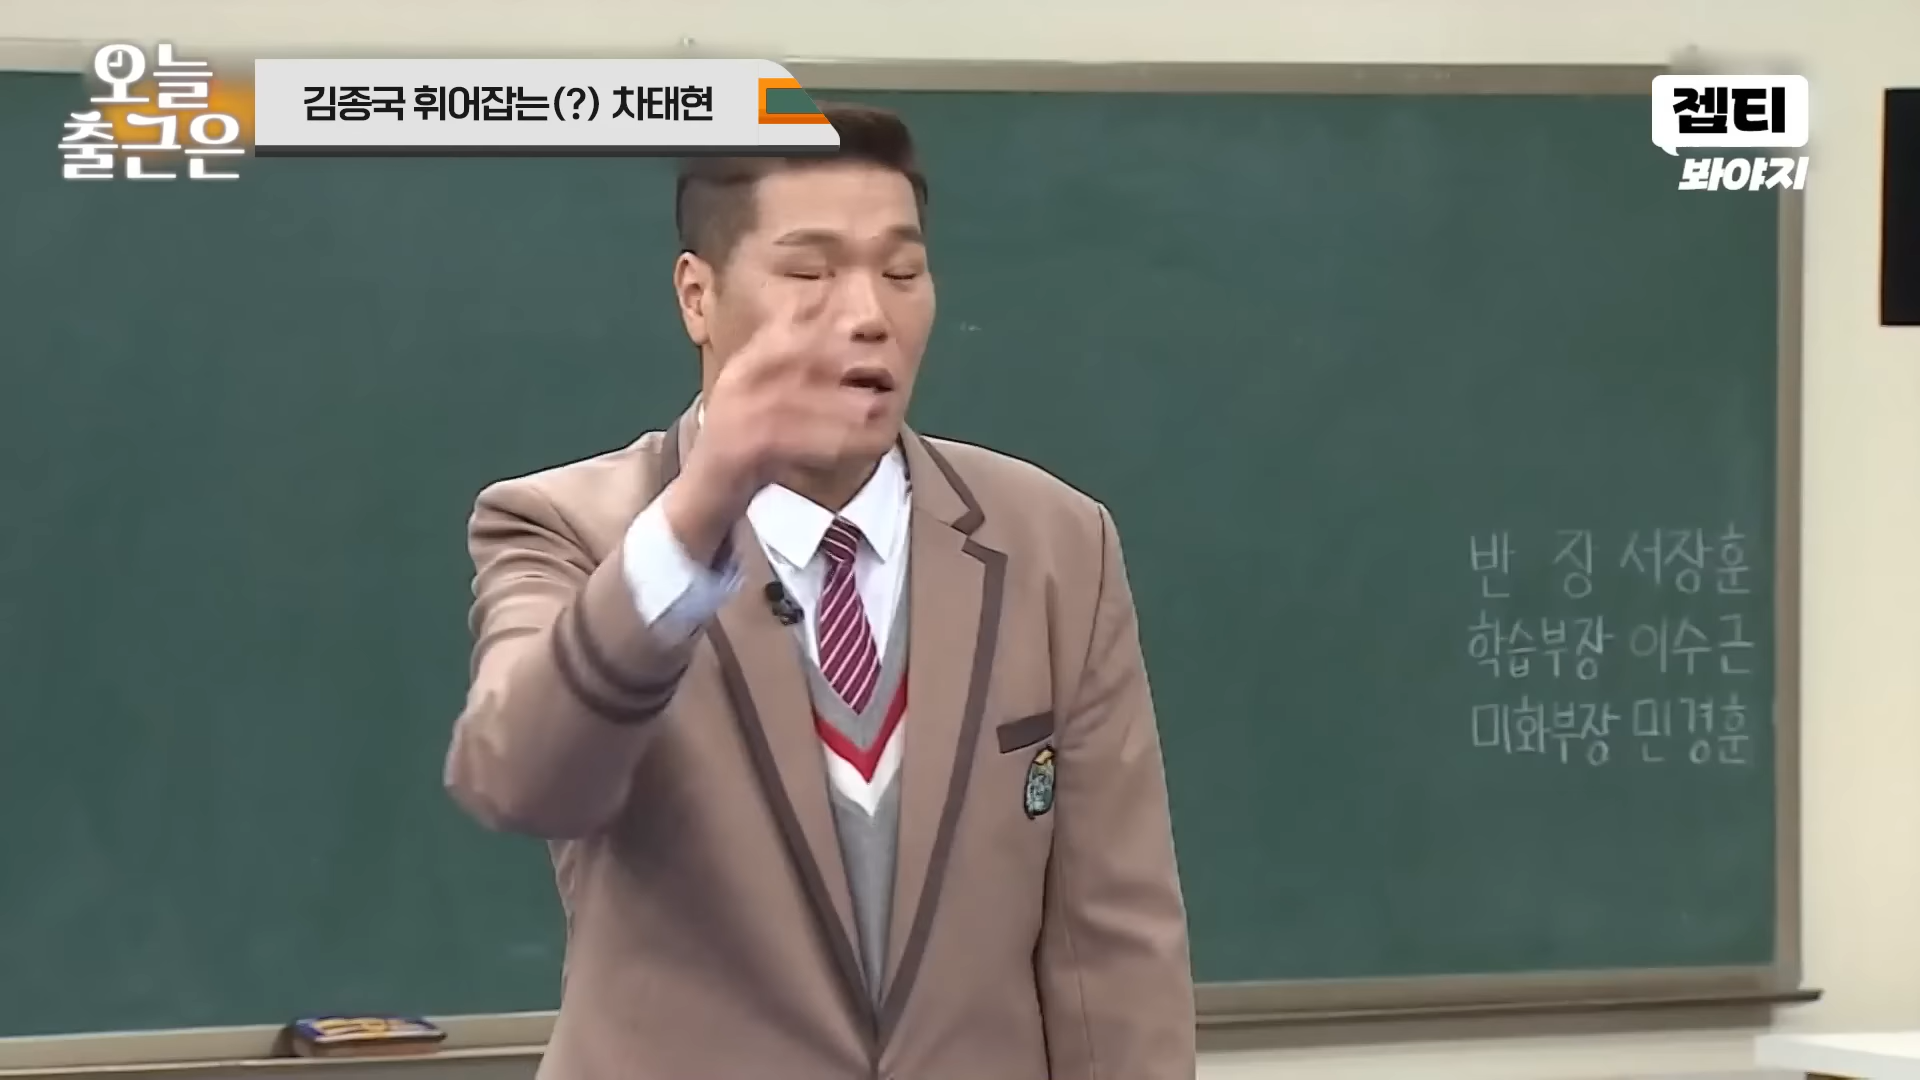 오늘
출근은
김종국 휘어잡는(?) 차태현
젭티
봐야지
반 장 서장훈
학습부장 이수근
미화부장 민경훈